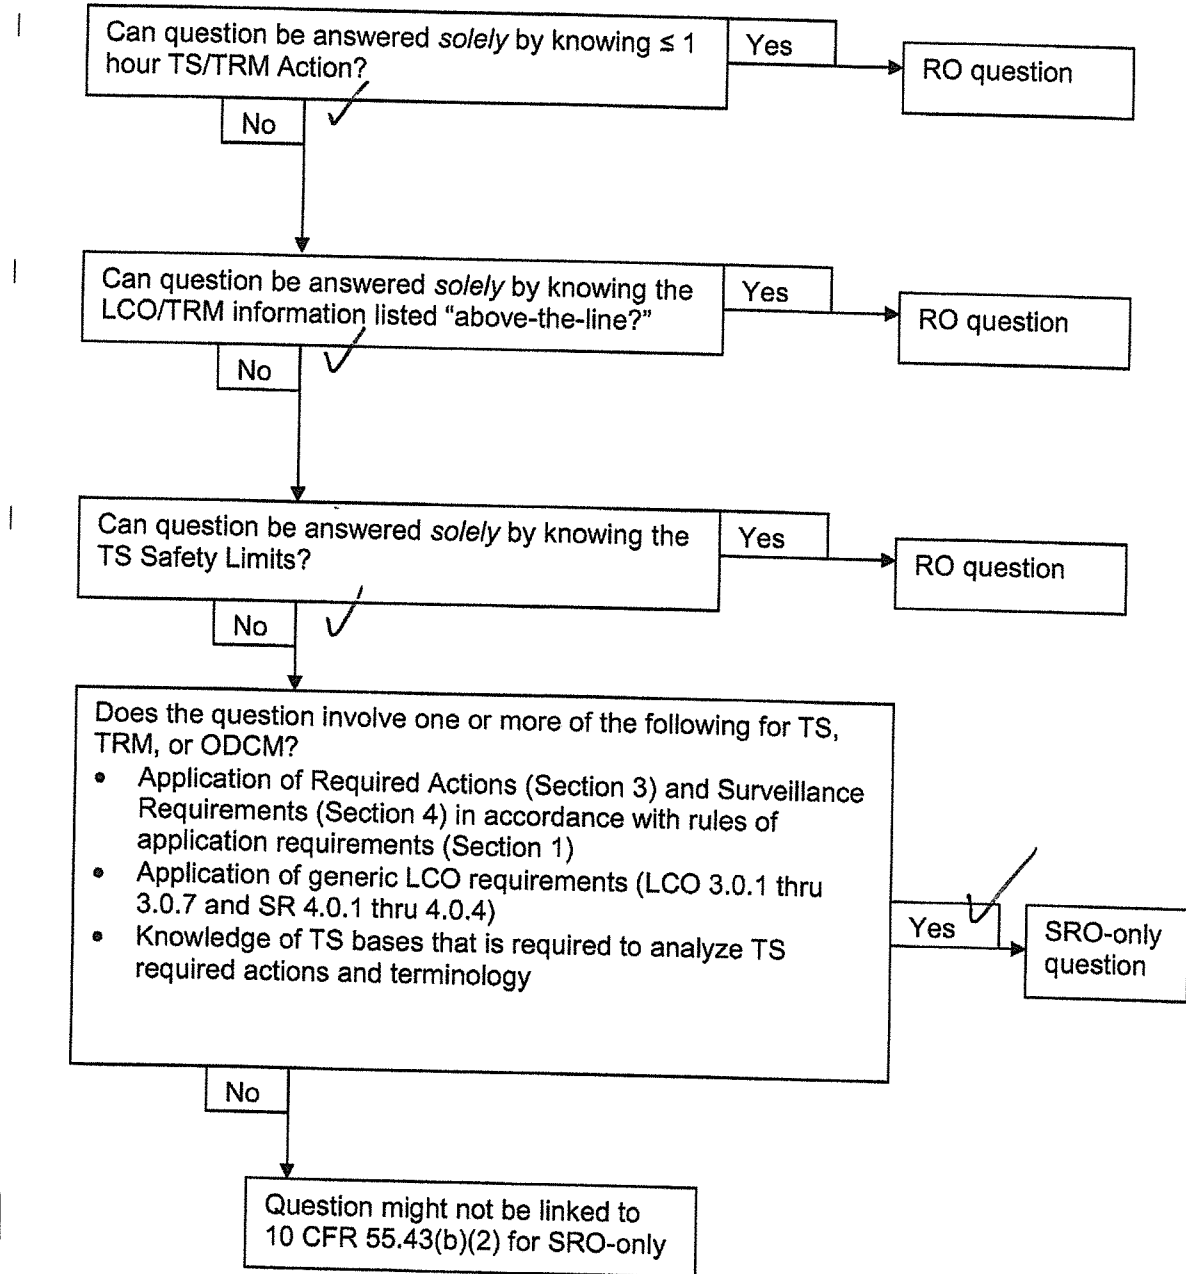 Can question be answered solely by knowing ≤ 1
hour TS/TRM Action?
Yes
RO question
No
Can question be answered solely by knowing the
LCO/TRM information listed “above-the-line?”
Yes
RO question
No
Can question be answered solely by knowing the
TS Safety Limits?
Yes
RO question
No
Does the question involve one or more of the following for TS,
TRM, or ODCM?
• Application of Required Actions (Section 3) and Surveillance
Requirements (Section 4) in accordance with rules of
application requirements (Section 1)
• Application of generic LCO requirements (LCO 3.0.1 thru
3.0.7 and SR 4.0.1 thru 4.0.4)
• Knowledge of TS bases that is required to analyze TS
required actions and terminology
Yes
SRO-only
question
No
Question might not be linked to
10 CFR 55.43(b)(2) for SRO-only